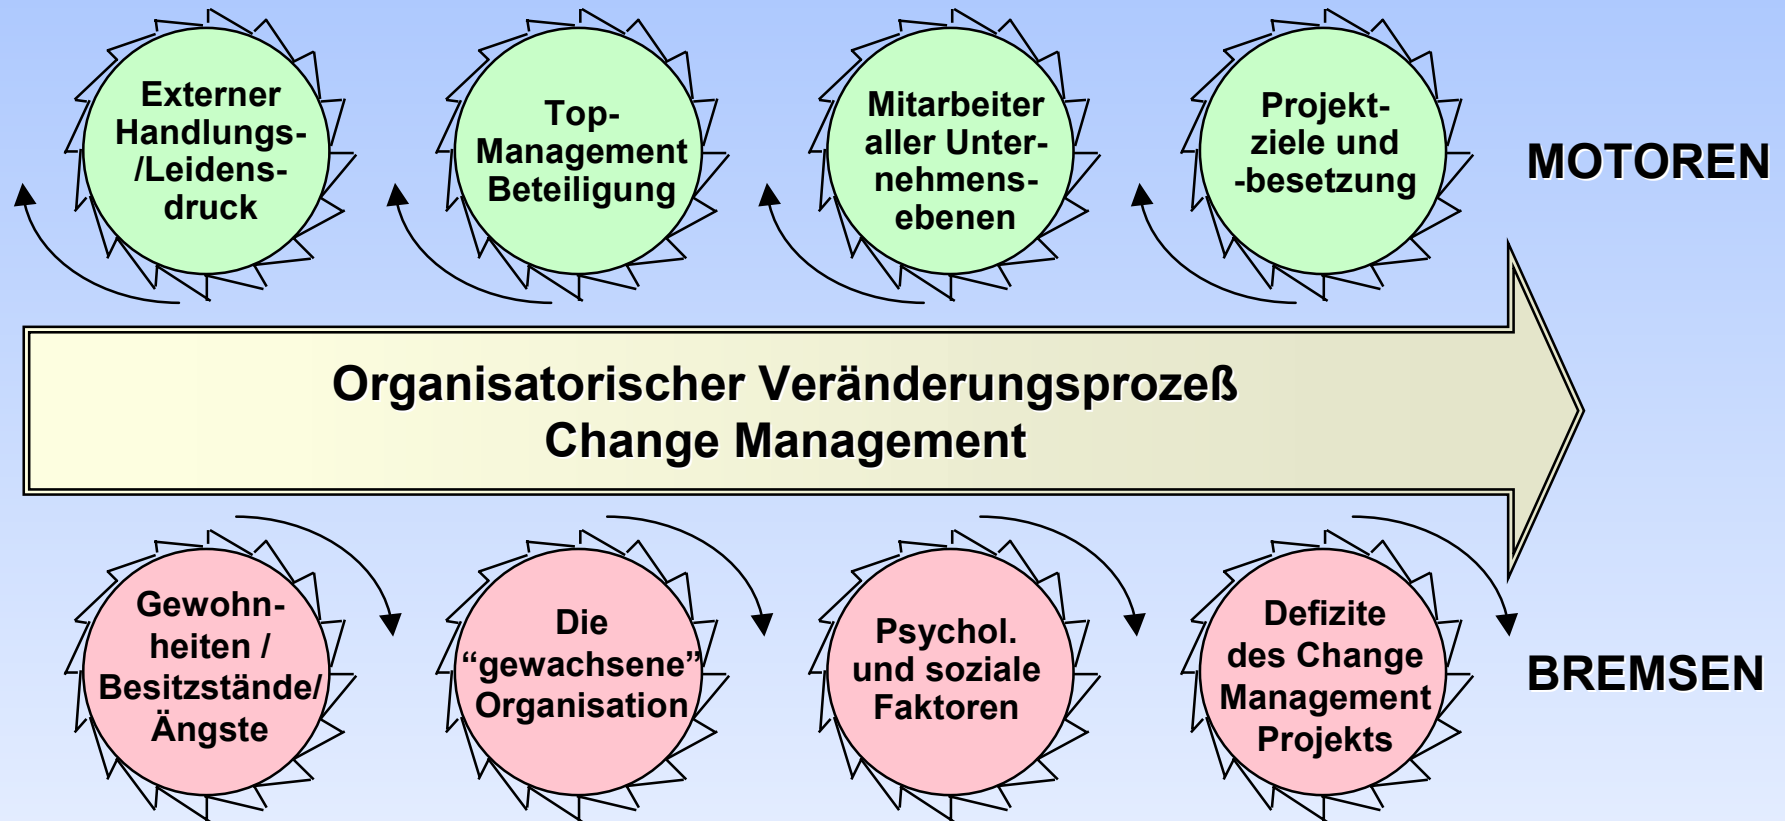 Externer
Handlungs-
/Leidens-
druck
Top-
Management
Beteiligung
Mitarbeiter
aller Unter-
nehmens-
ebenen
Projekt-
ziele und
-besetzung
MOTOREN
Organisatorischer Veränderungsprozeß
Change Management
Gewohn-
heiten /
Besitzstände/
Ängste
Die
“gewachsene”
Organisation
Psychol.
und soziale
Faktoren
Defizite
des Change
Management
Projekts
BREMSEN